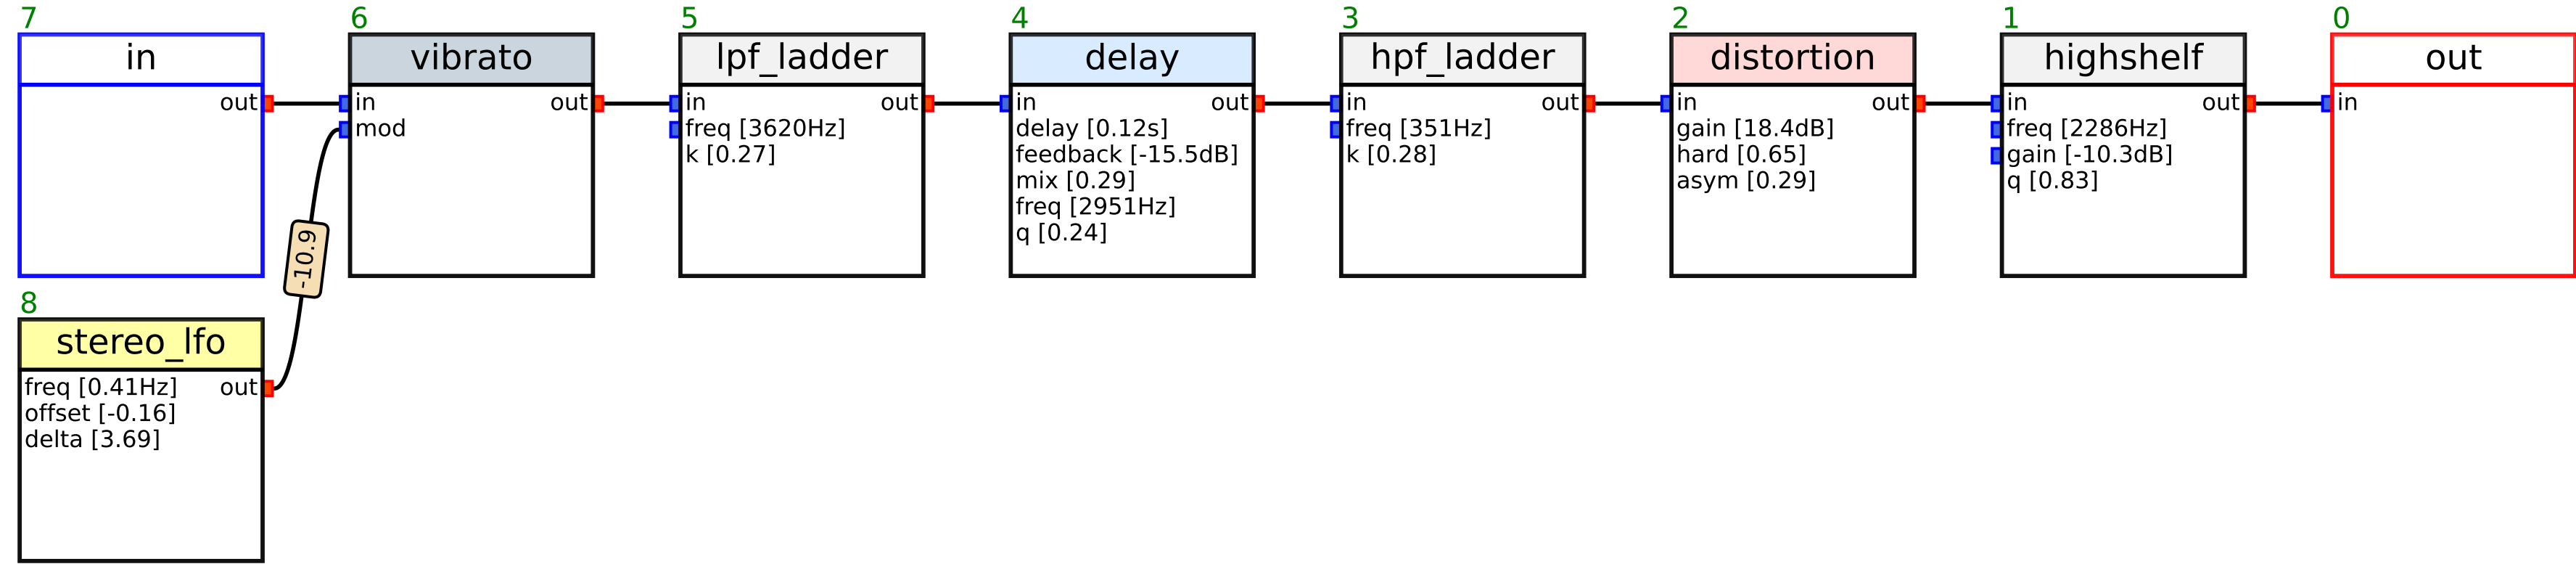 7
in
out
6
vibrato
in out
mod
5
lpf_ladder
in out
freq [3620Hz]
k [0.27]
4
delay
in out
delay [0.12s]
feedback [-15.5dB]
mix [0.29]
freq [2951Hz]
q [0.24]
3
hpf_ladder
in out
freq [351Hz]
k [0.28]
2
distortion
in out
gain [18.4dB]
hard [0.65]
asym [0.29]
1
highshelf
in out
freq [2286Hz]
gain [-10.3dB]
q [0.83]
0
out
in
-10.9
8
stereo_lfo
freq [0.41Hz] out
offset [-0.16]
delta [3.69]